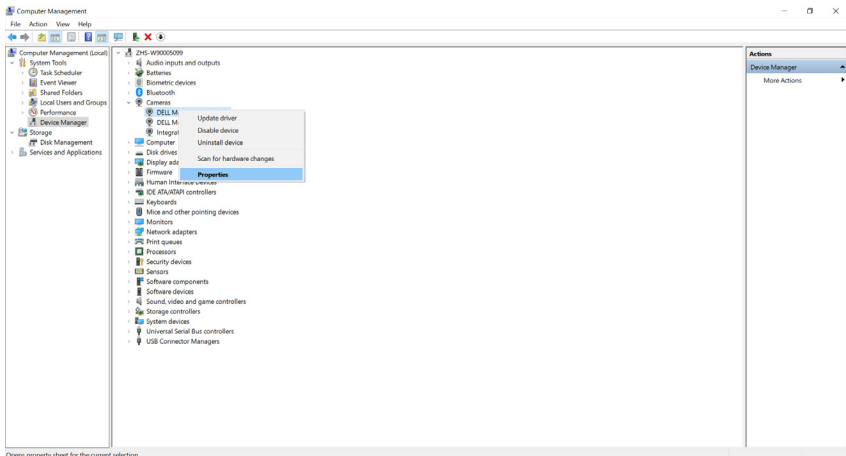 Computer Management
File Action View Help
Computer Management (Local)
System Tools
Task Scheduler
Event Viewer
Shared Folders
Local Users and Groups
Performance
Device Manager
Storage
Disk Management
Services and Applications
ZHS-W90005099
Audio inputs and outputs
Batteries
Biometric devices
Bluetooth
Cameras
DELL M
DELL M
Integrat
Computer
Disk drives
Display ada
Firmware
Human Interface Devices
IDE ATA/ATAPI controllers
Keyboards
Mice and other pointing devices
Monitors
Network adapters
Print queues
Processors
Security devices
Sensors
Software components
Software devices
Sound, video and game controllers
Storage controllers
System devices
Universal Serial Bus controllers
USB Connector Managers
Update driver
Disable device
Uninstall device
Scan for hardware changes
Properties
Actions
Device Manager
More Actions
Opens property sheet for the current selection.